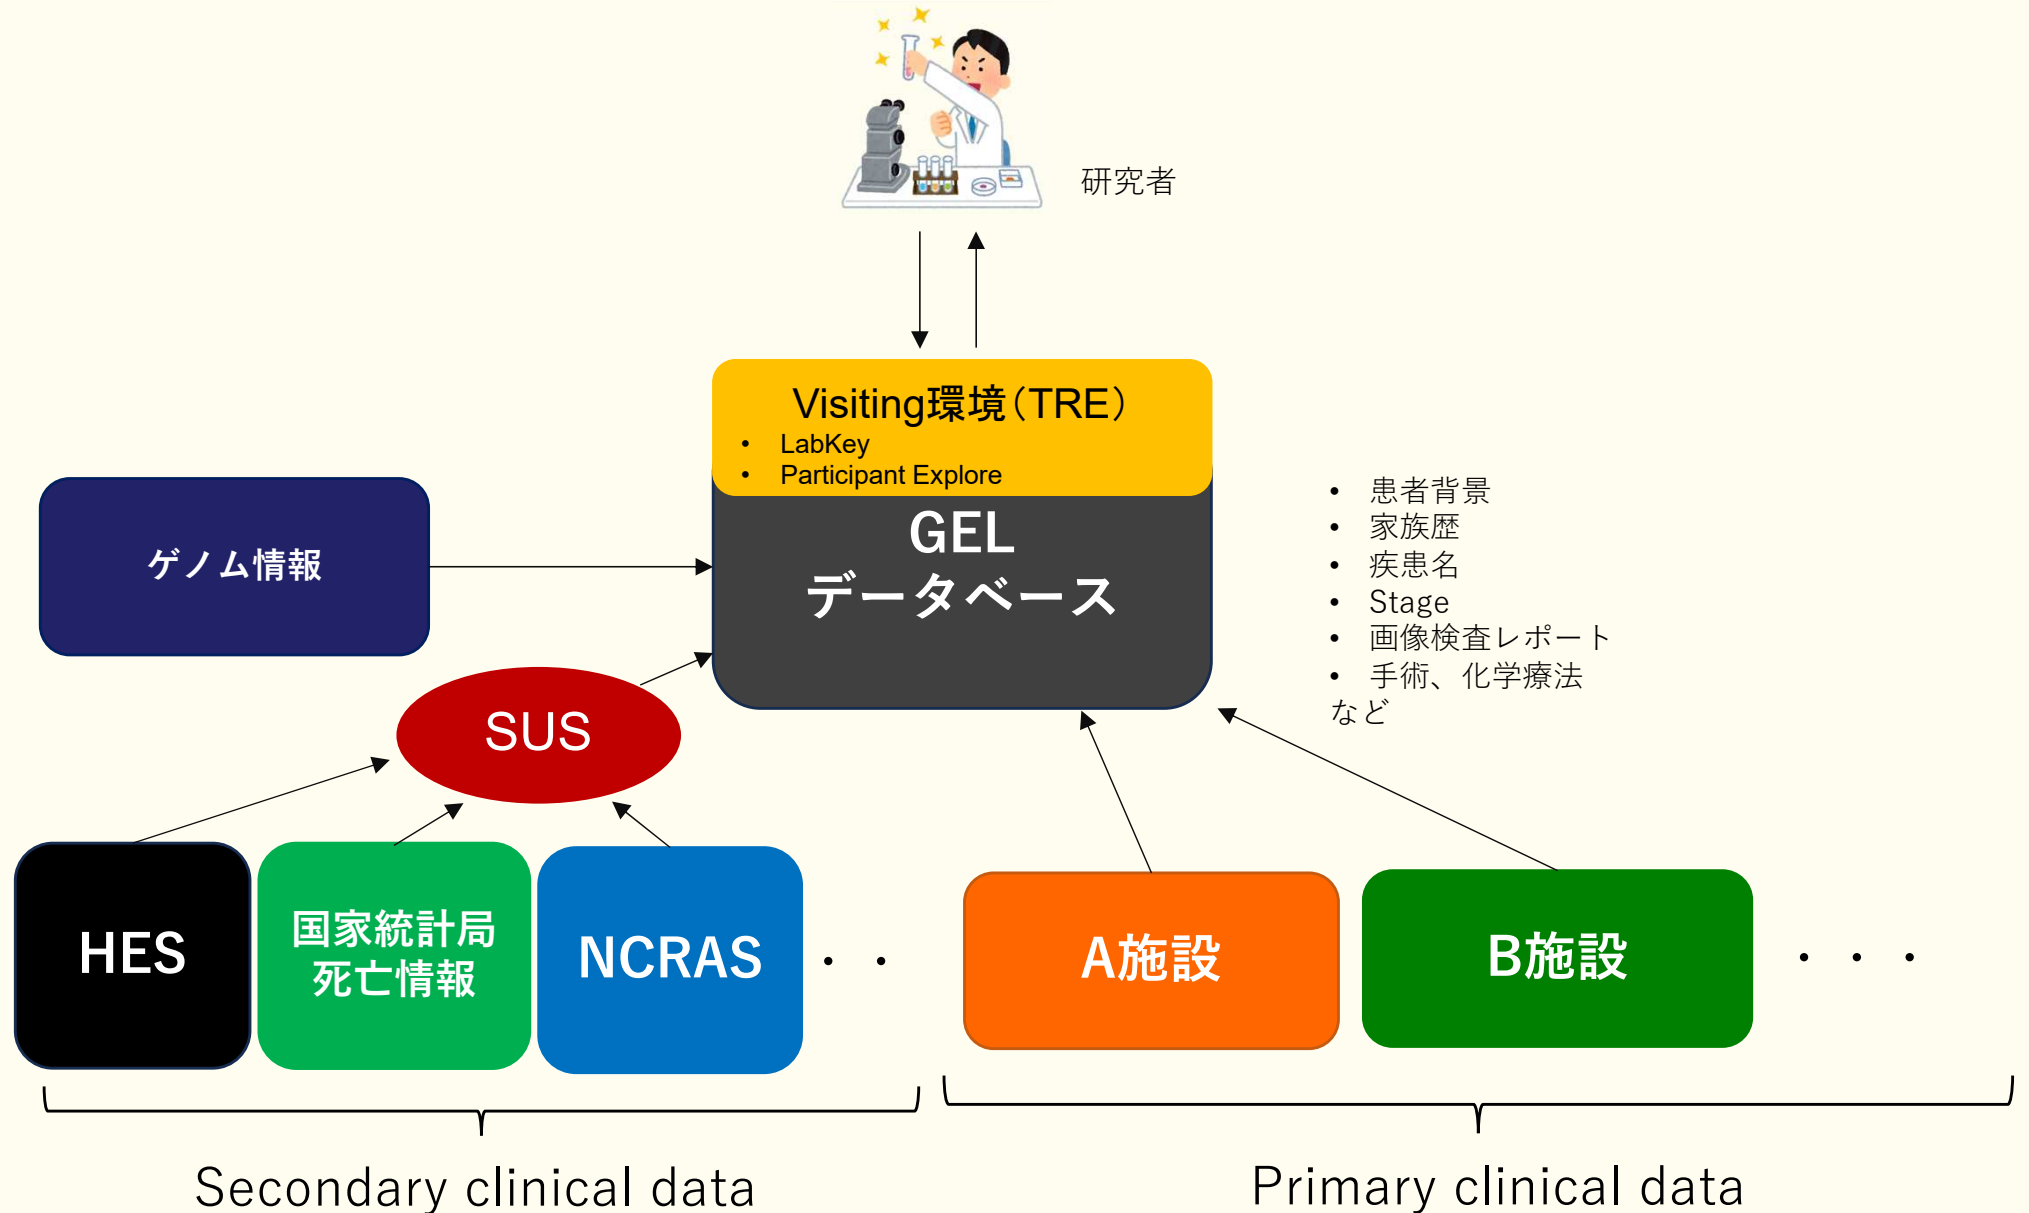 研究者
Visiting環境（TRE）
• LabKey
• Participant Explore
GEL
データベース
ゲノム情報
• 患者背景
• 家族歴
• 疾患名
• Stage
• 画像検査レポート
• 手術、化学療法
など
SUS
HES
国家統計局
死亡情報
NCRAS
・・
A施設
B施設
・・・
Secondary clinical data
Primary clinical data